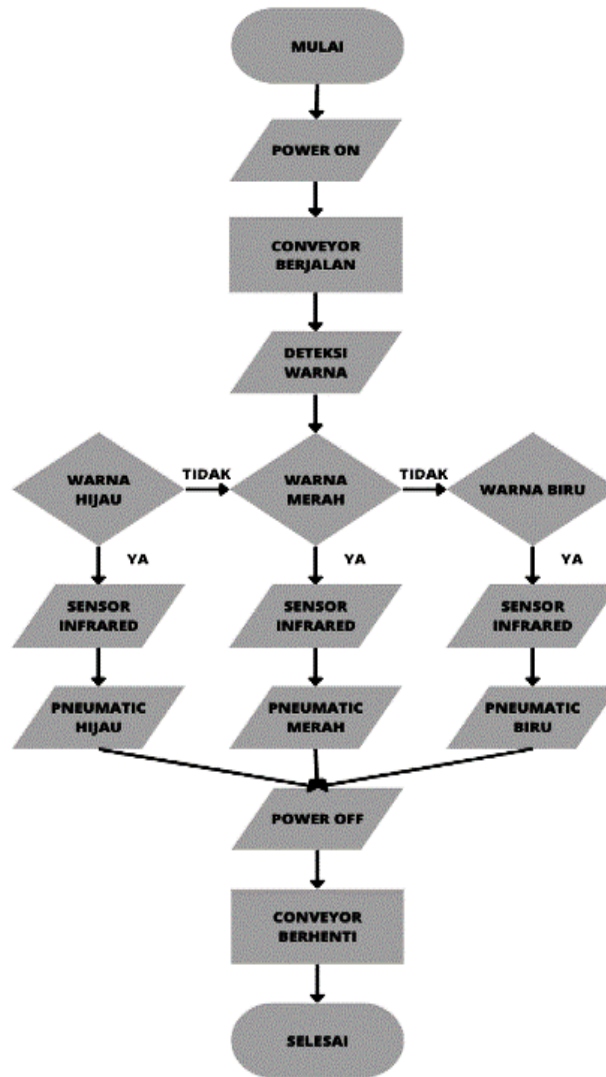 MULAI
POWER ON
CONVEYOR
BERJALAN
DETEKSI
WARNA
WARNA
HIJAU
TIDAK
WARNA
MERAH
TIDAK
WARNA BIRU
YA
YA
YA
SENSOR
INFRARED
SENSOR
INFRARED
SENSOR
INFRARED
PNEUMATIC
HIJAU
PNEUMATIC
MERAH
PNEUMATIC
BIRU
POWER OFF
CONVEYOR
BERHENTI
SELESAI